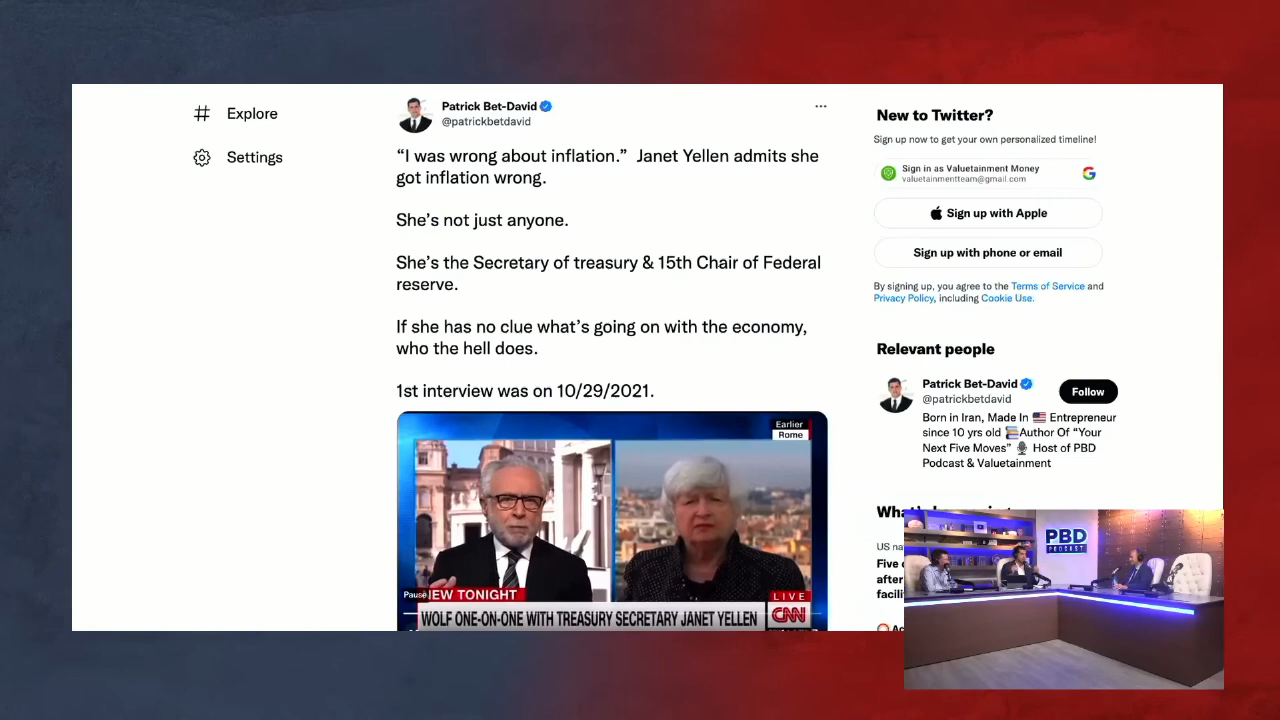 Explore
Settings
Patrick Bet-David
@patrickbetdavid
“I was wrong about inflation.” Janet Yellen admits she
got inflation wrong.
She’s not just anyone.
She’s the Secretary of treasury & 15th Chair of Federal
reserve.
If she has no clue what’s going on with the economy,
who the hell does.
1st interview was on 10/29/2021.
Earlier
Rome
Pause
NEW TONIGHT
LIVE
WOLF ONE-ON-ONE WITH TREASURY SECRETARY JANET YELLEN
CNN
New to Twitter?
Sign up now to get your own personalized timeline!
Sign in as Valuetainment Money
valuetainmentteam@gmail.com
Sign up with Apple
Sign up with phone or email
By signing up, you agree to the Terms of Service and
Privacy Policy, including Cookie Use.
Relevant people
Patrick Bet-David
@patrickbetdavid
Follow
Born in Iran, Made In 🇺🇸 Entrepreneur
since 10 yrs old 📚Author Of “Your
Next Five Moves” 🎙 Host of PBD
Podcast & Valuetainment
US
Five
after
PBD
PODCAST